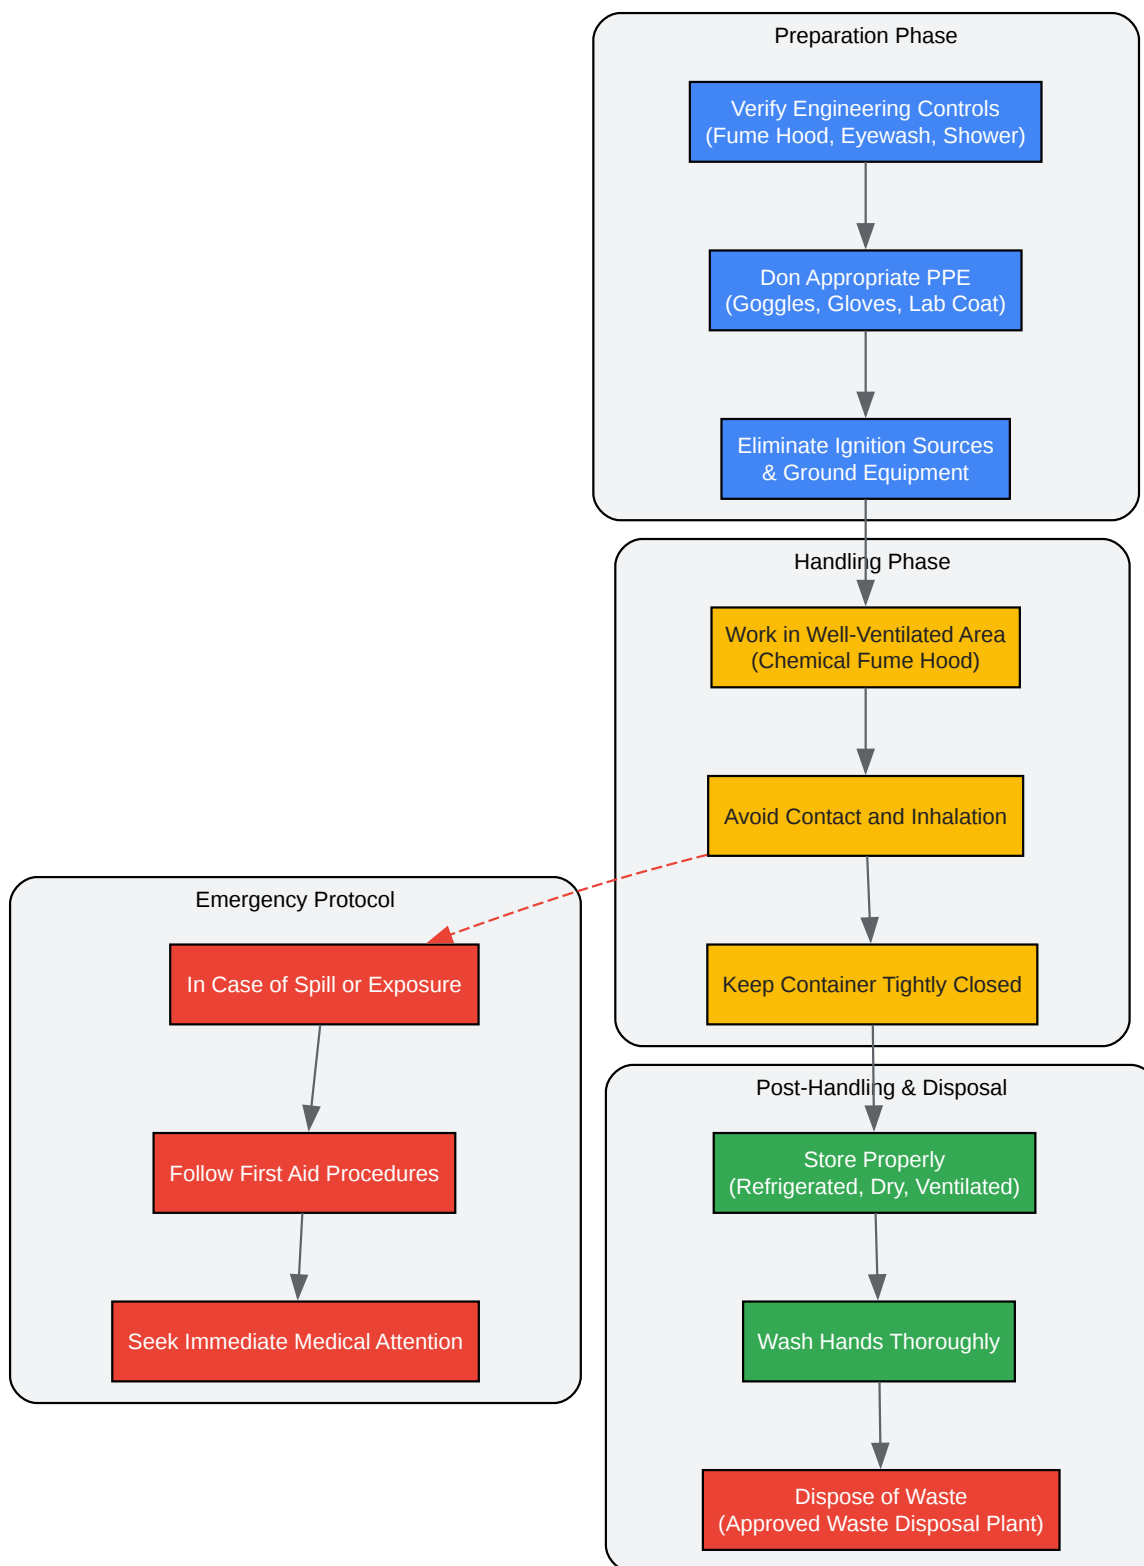 Preparation Phase
Verify Engineering Controls
(Fume Hood, Eyewash, Shower)
Don Appropriate PPE
(Goggles, Gloves, Lab Coat)
Eliminate Ignition Sources
& Ground Equipment
Handling Phase
Work in Well-Ventilated Area
(Chemical Fume Hood)
Avoid Contact and Inhalation
Keep Container Tightly Closed
Emergency Protocol
In Case of Spill or Exposure
Follow First Aid Procedures
Seek Immediate Medical Attention
Post-Handling & Disposal
Store Properly
(Refrigerated, Dry, Ventilated)
Wash Hands Thoroughly
Dispose of Waste
(Approved Waste Disposal Plant)